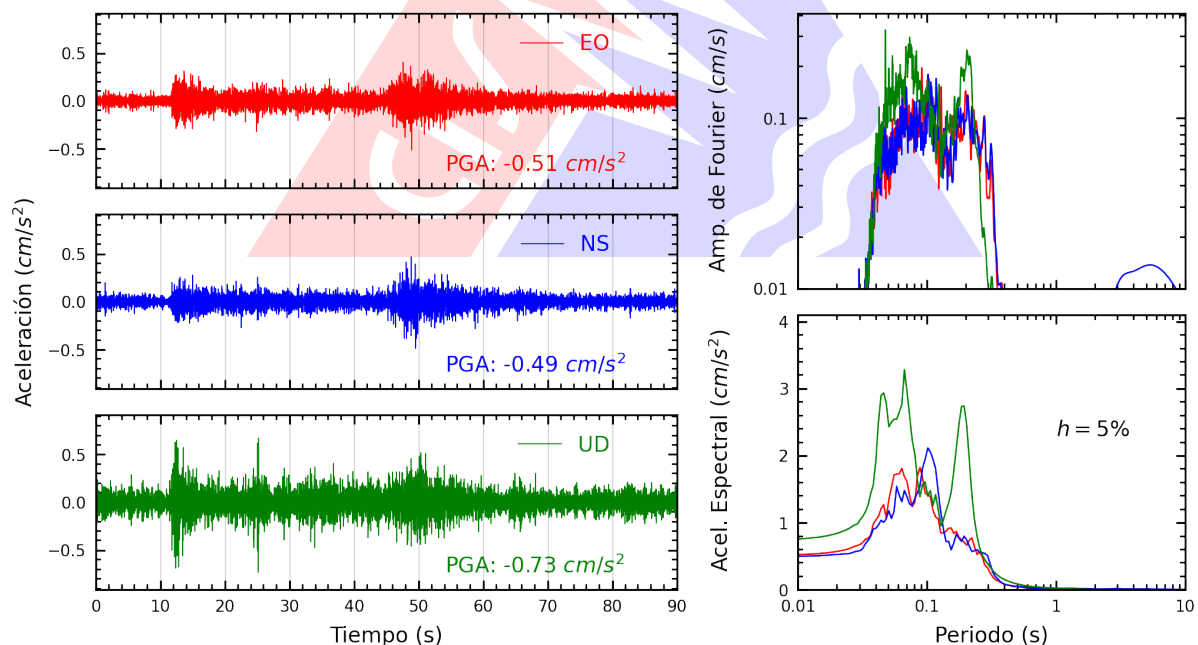 Aceleración (cm/s²)
0.5
0.0
−0.5
EO
PGA: -0.51 cm/s²
0.5
0.0
−0.5
NS
PGA: -0.49 cm/s²
0.5
0.0
−0.5
UD
PGA: -0.73 cm/s²
0 10 20 30 40 50 60 70 80 90
Tiempo (s)
Amp. de Fourier (cm/s)
0.1
0.01
Acel. Espectral (cm/s²)
4
3
2
1
0
h = 5%
0.01 0.1 1 10
Periodo (s)